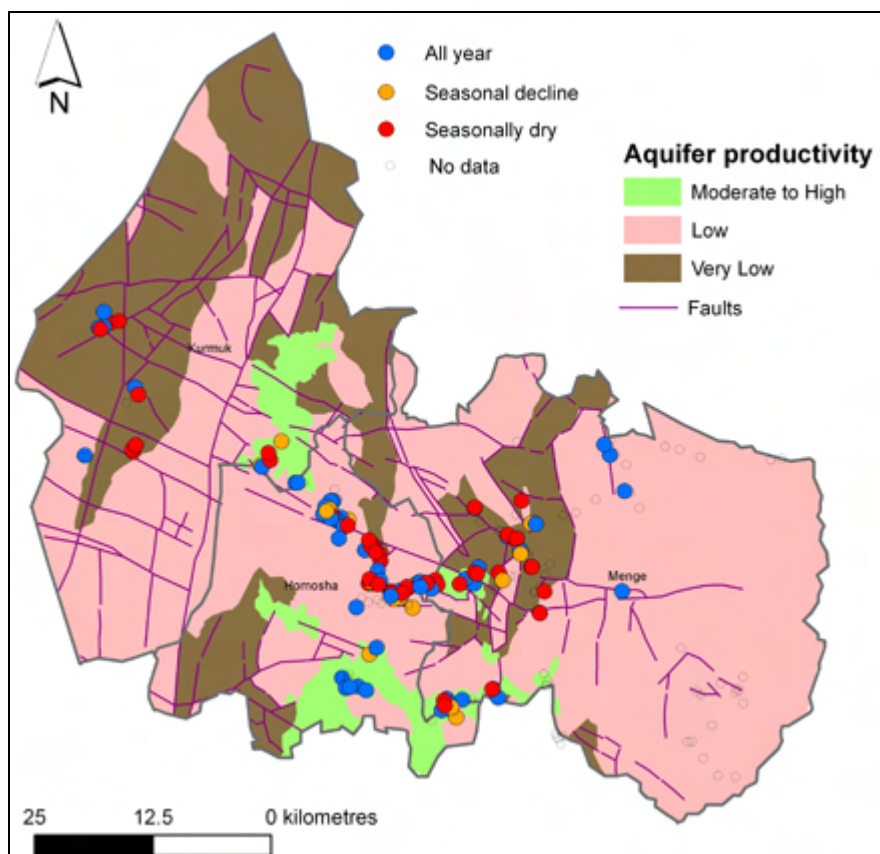 N
All year
Seasonal decline
Seasonally dry
No data
Aquifer productivity
Moderate to High
Low
Very Low
Faults
Kurmuk
Homosha
Menge
25 12.5 0 kilometres